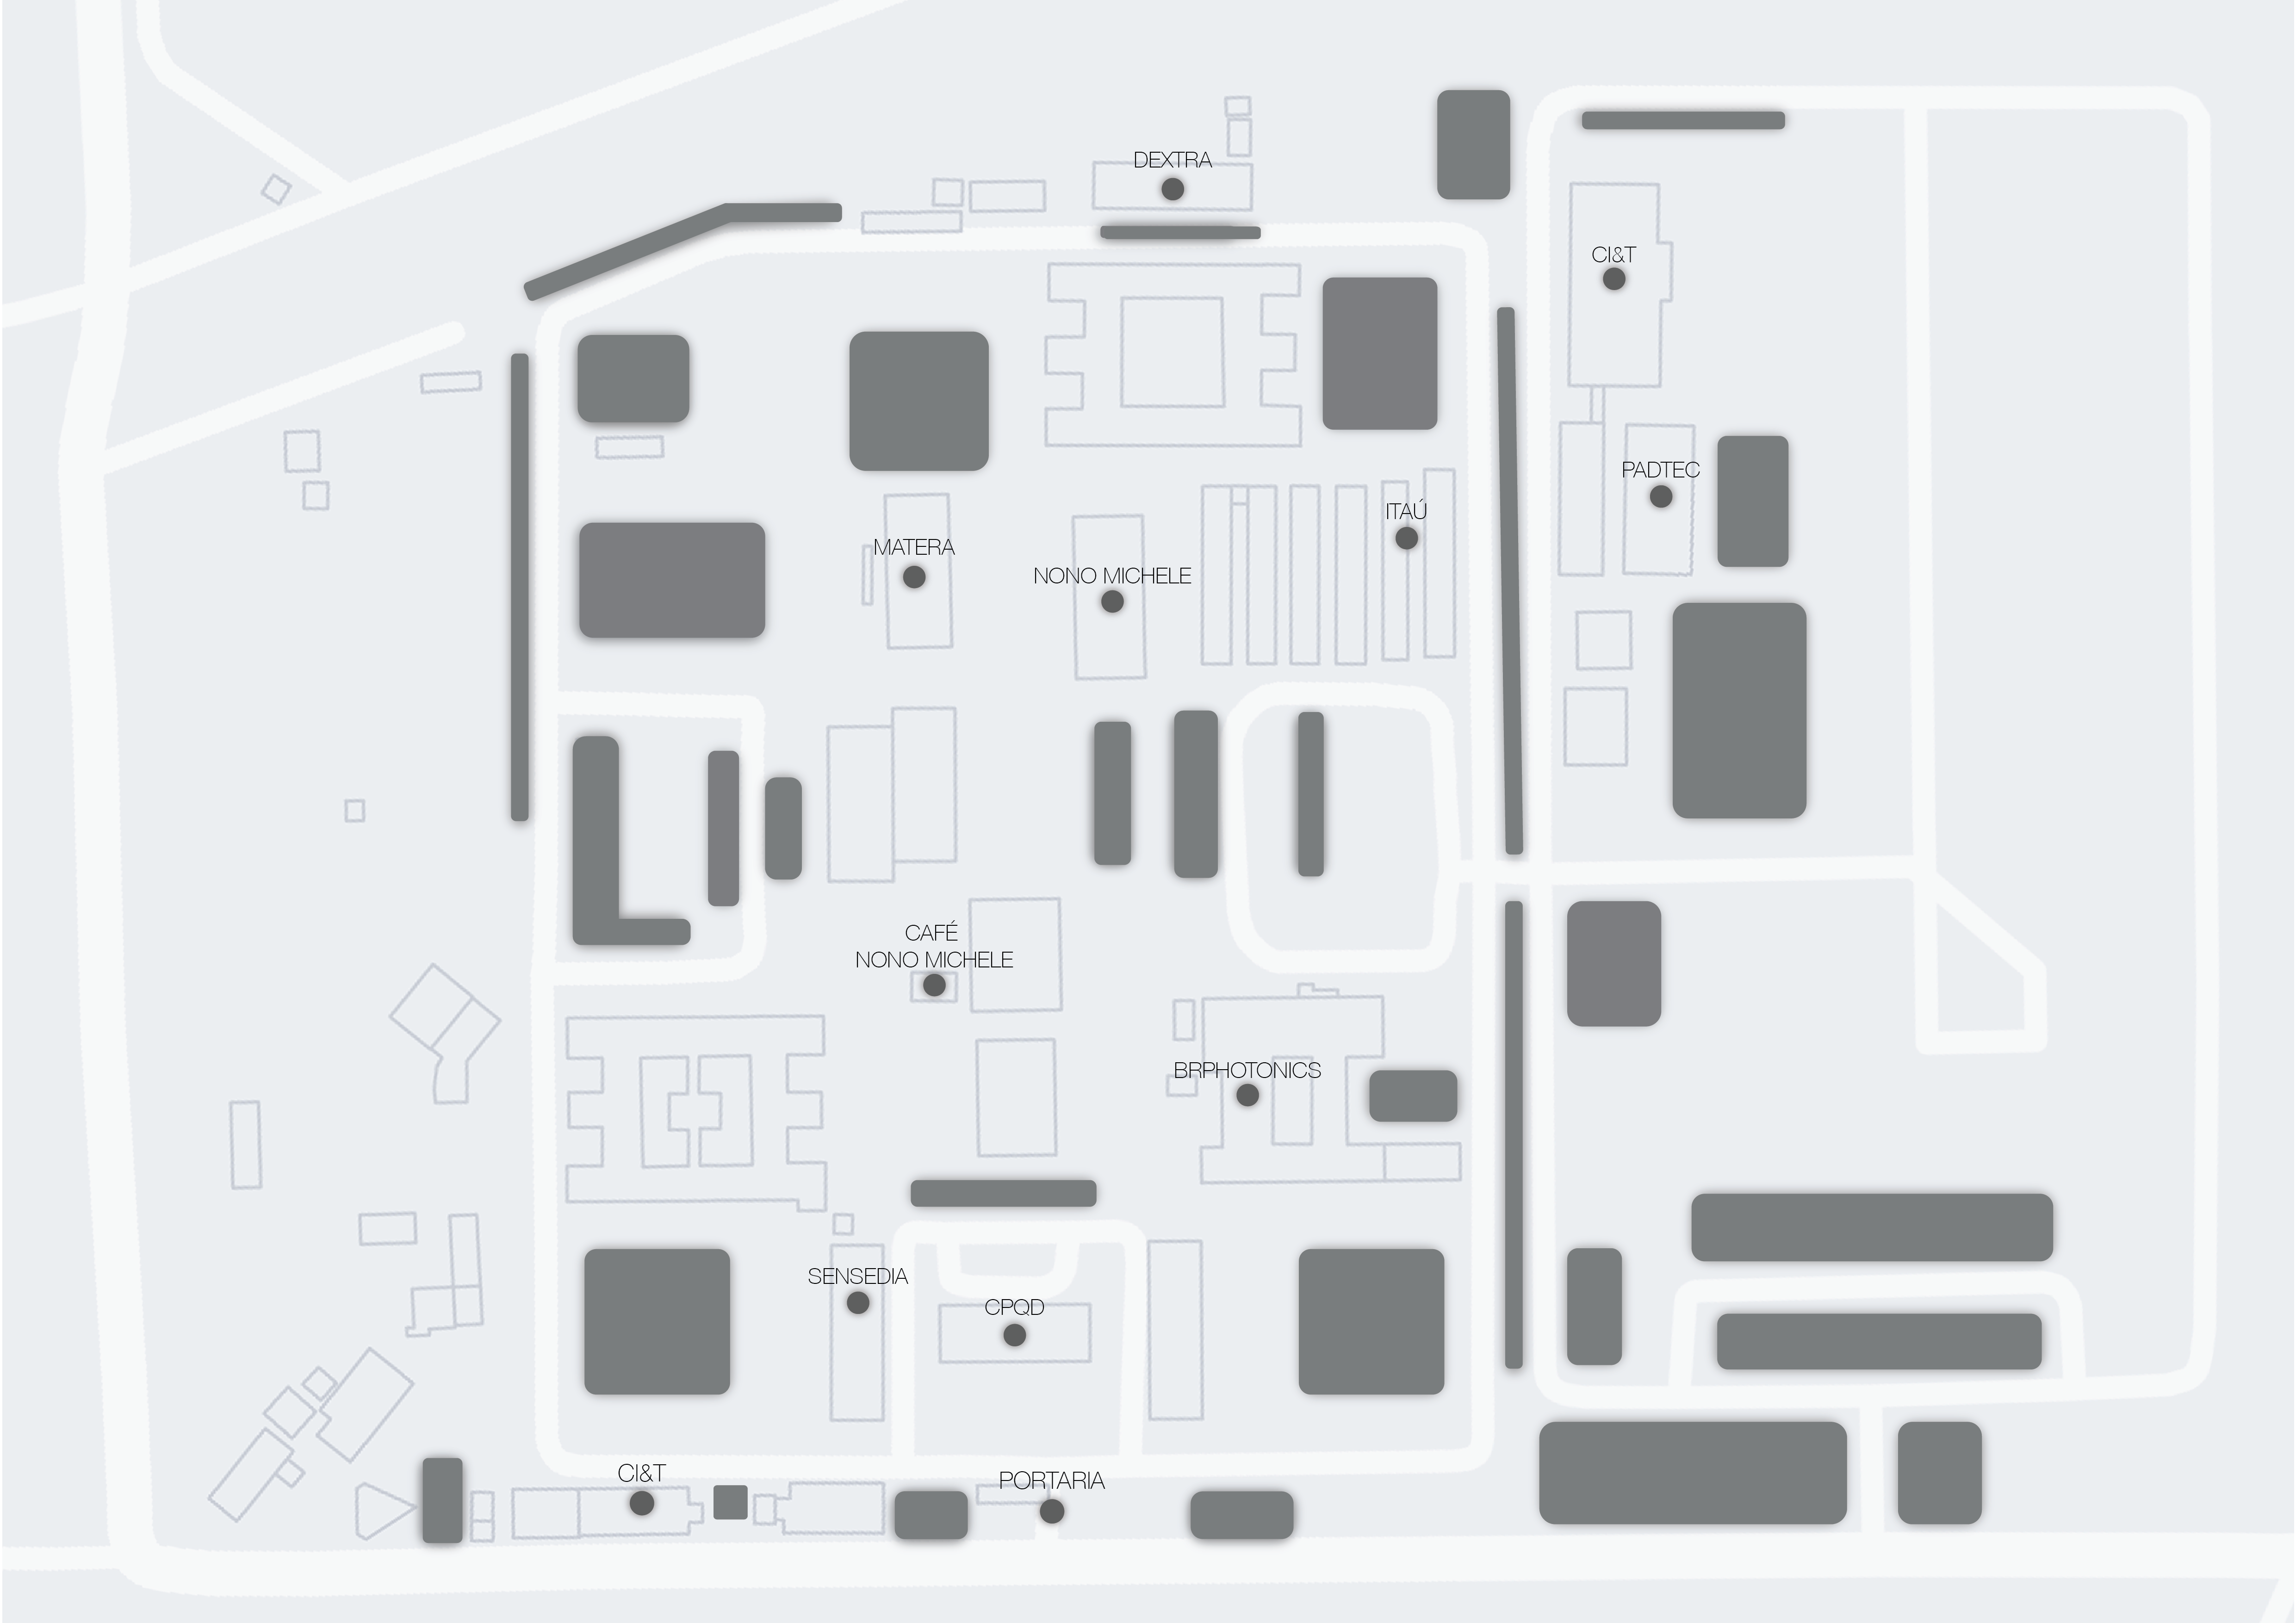 DEXTRA
CI&T
PADTEC
ITAÚ
MATERA
NONO MICHELE
CAFÉ
NONO MICHELE
BRPHOTONICS
SENSEDIA
CPQD
CI&T
PORTARIA